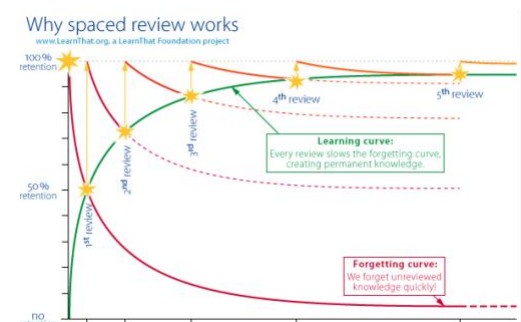 Why spaced review works
www.LearnThat.org, a LearnThat Foundation project
100%
retention
4th review
5th review
3rd review
2nd review
Learning curve:
Every review slows the forgetting curve,
creating permanent knowledge.
50%
retention
1st review
Forgetting curve:
We forget unreviewed
knowledge quickly!
no